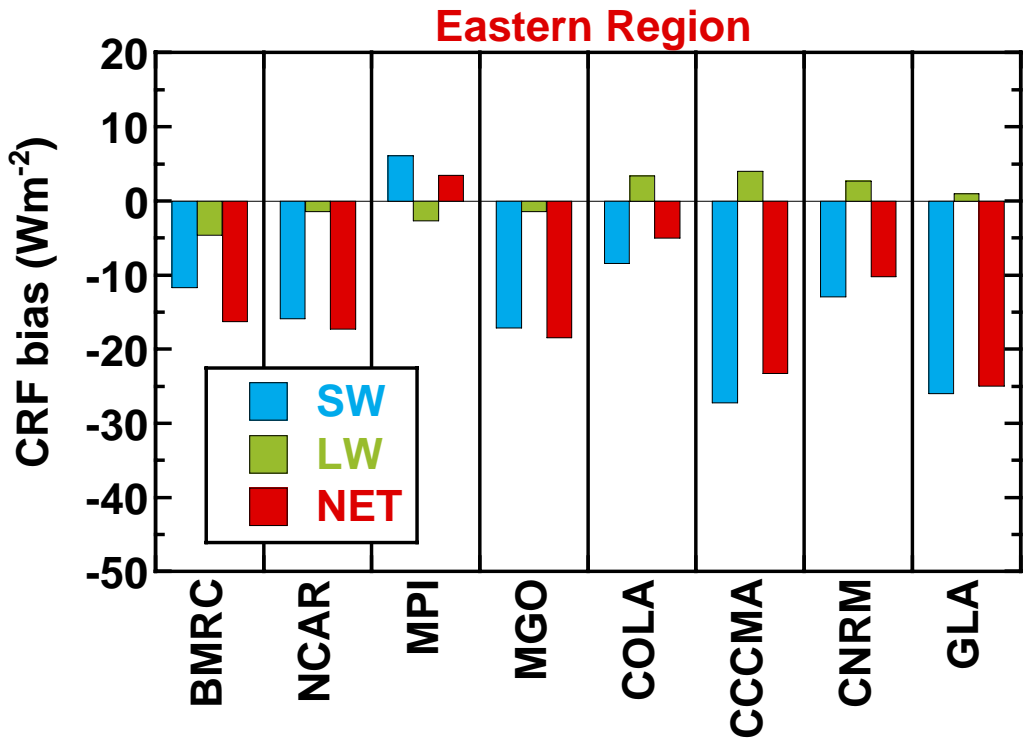 Eastern Region
CRF bias (Wm-2)
20
10
0
-10
-20
-30
-40
-50
SW
LW
NET
BMRC
NCAR
MPI
MGO
COLA
CCCMA
CNRM
GLA